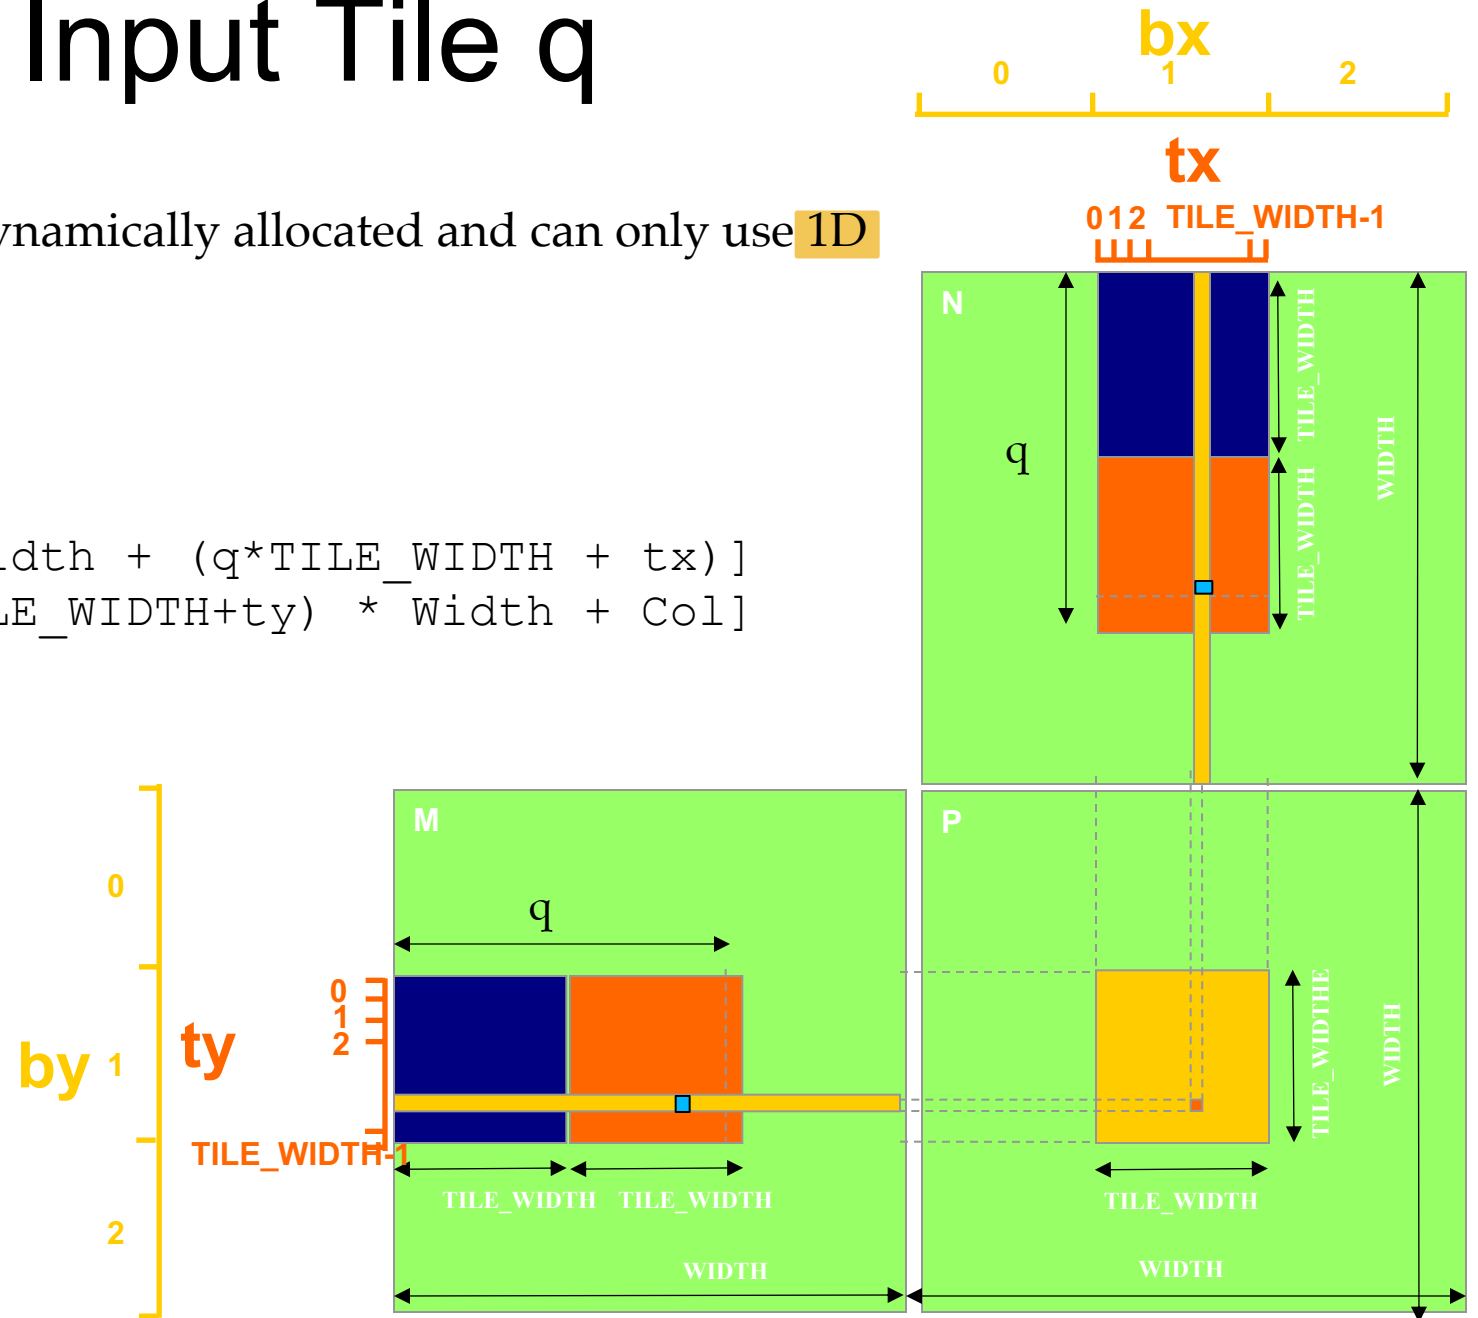 Input Tile q
bx
0 1 2
tx
ynamically allocated and can only use 1D
0 1 2 TILE_WIDTH-1
N
TILE_WIDTH
WIDTH
q
TILE_WIDTH
idth + (q*TILE_WIDTH + tx)]
LE_WIDTH+ty) * Width + Col]
M
P
0
q
0
1
2
ty
by 1
TILE_WIDTHE
WIDTH
TILE_WIDTH-1
TILE_WIDTH TILE_WIDTH
TILE_WIDTH
2
WIDTH
WIDTH